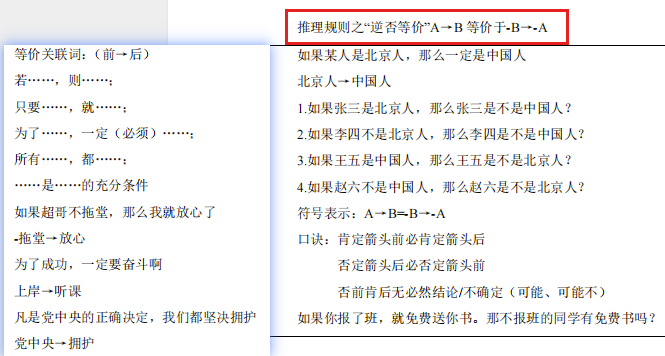 推理规则之“逆否等价”A→B 等价于-B→-A
等价关联词：（前→后）
若……，则……；
只要……，就……；
为了……，一定（必须）……；
所有……，都……；
……是……的充分条件
如果超哥不拖堂，那么我就放心了
-拖堂→放心
为了成功，一定要奋斗啊
上岸→听课
凡是党中央的正确决定，我们都坚决拥护
党中央→拥护
如果某人是北京人，那么一定是中国人
北京人→中国人
1.如果张三是北京人，那么张三是不是中国人？
2.如果李四不是北京人，那么李四是不是中国人？
3.如果王五是中国人，那么王五是不是北京人？
4.如果赵六不是中国人，那么赵六是不是北京人？
符号表示：A→B=-B→-A
口诀：肯定箭头前必肯定箭头后
否定箭头后必否定箭头前
否前肯后无必然结论/不确定（可能、可能不）
如果你报了班，就免费送你书。那不报班的同学有免费书吗？